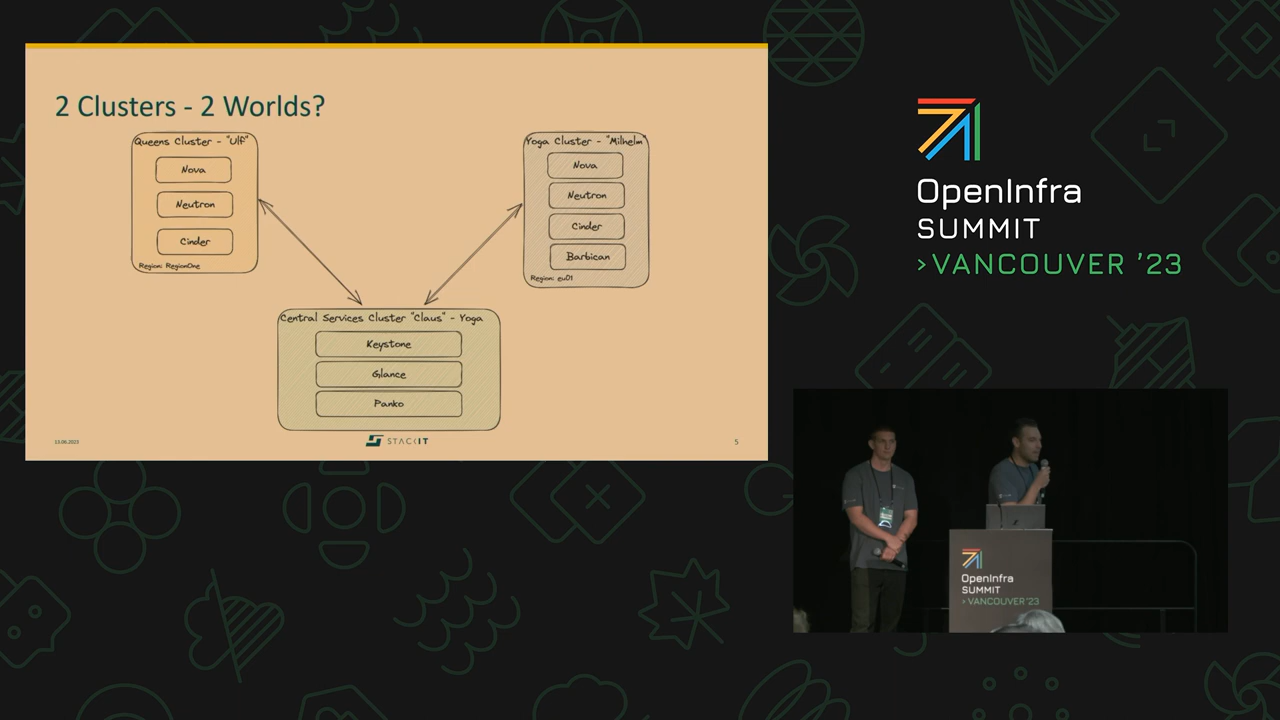 2 Clusters - 2 Worlds?
Queens Cluster - "Ulf"
Nova
Neutron
Cinder
Region: RegionOne
Yoga Cluster - "Milhelm"
Nova
Neutron
Cinder
Barbican
Region: eu01
Central Services Cluster "Claus" - Yoga
Keystone
Glance
Panko
13.06.2023
STACKIT
5
OpenInfra
SUMMIT
>VANCOUVER '23
OpenInfra
SUMMIT
>VANCOUVER '23